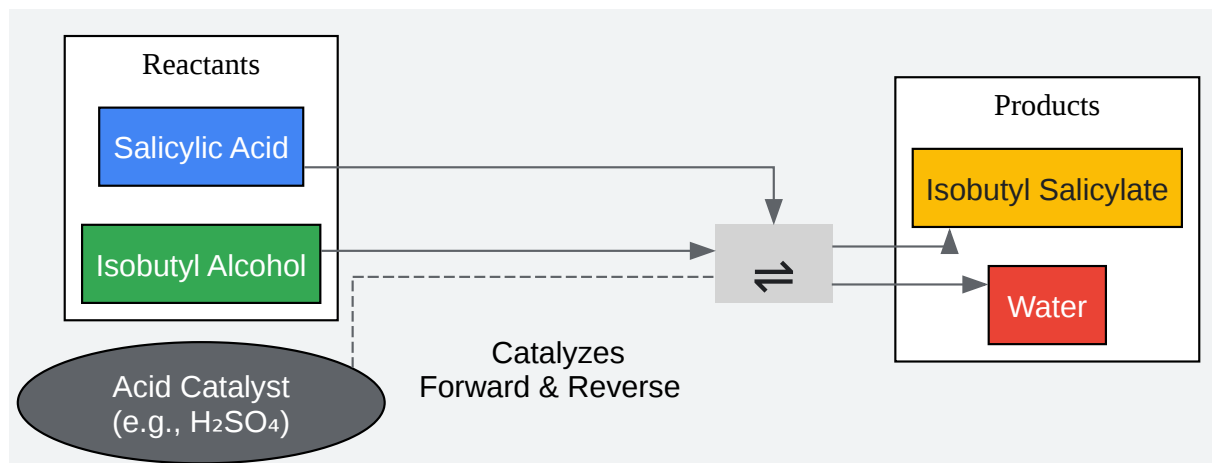 Reactants
Salicylic Acid
Isobutyl Alcohol
Acid Catalyst
(e.g., H₂SO₄)
Catalyzes
Forward & Reverse
⇌
Products
Isobutyl Salicylate
Water